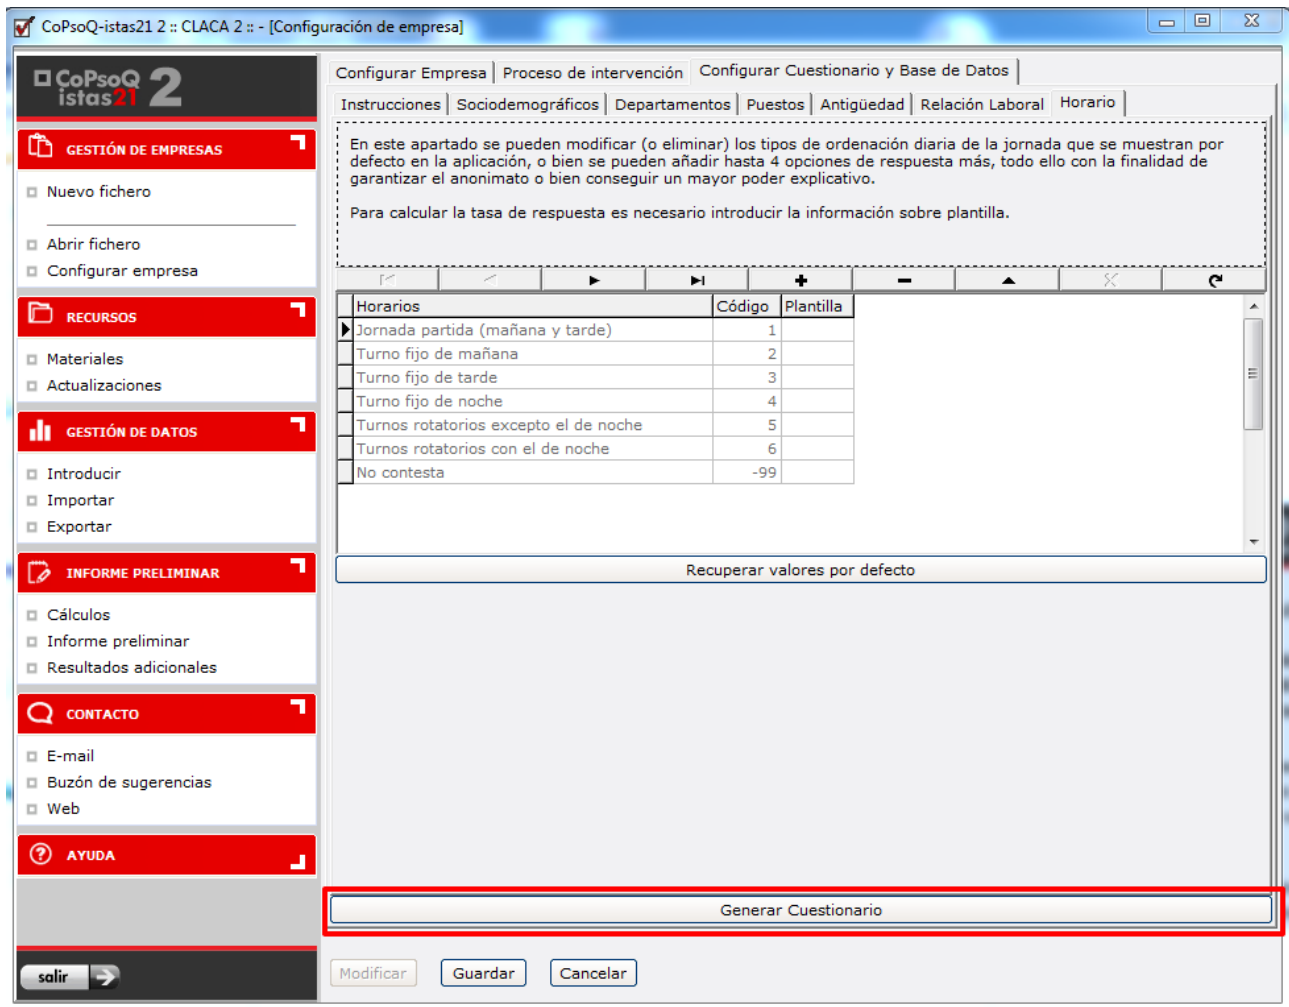 CoPsoQ-istas21 2 :: CLACA 2 :: - [Configuración de empresa]
CoPsoQ 2
istas21
GESTIÓN DE EMPRESAS
Nuevo fichero
Abrir fichero
Configurar empresa
RECURSOS
Materiales
Actualizaciones
GESTIÓN DE DATOS
Introducir
Importar
Exportar
INFORME PRELIMINAR
Cálculos
Informe preliminar
Resultados adicionales
CONTACTO
E-mail
Buzón de sugerencias
Web
AYUDA
salir
Configurar Empresa Proceso de intervención Configurar Cuestionario y Base de Datos
Instrucciones Sociodemográficos Departamentos Puestos Antigüedad Relación Laboral Horario
En este apartado se pueden modificar (o eliminar) los tipos de ordenación diaria de la jornada que se muestran por
defecto en la aplicación, o bien se pueden añadir hasta 4 opciones de respuesta más, todo ello con la finalidad de
garantizar el anonimato o bien conseguir un mayor poder explicativo.
Para calcular la tasa de respuesta es necesario introducir la información sobre plantilla.
Horarios Código Plantilla
Jornada partida (mañana y tarde) 1
Turno fijo de mañana 2
Turno fijo de tarde 3
Turno fijo de noche 4
Turnos rotatorios excepto el de noche 5
Turnos rotatorios con el de noche 6
No contesta -99
Recuperar valores por defecto
Generar Cuestionario
Modificar Guardar Cancelar